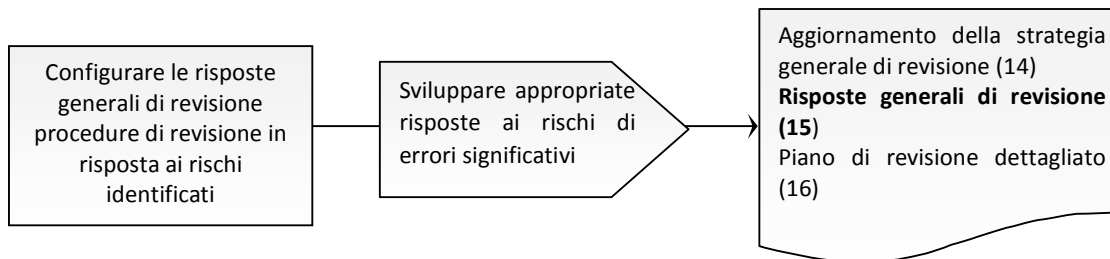 Configurare le risposte
generali di revisione
procedure di revisione in
risposta ai rischi
identificati
Sviluppare appropriate
risposte ai rischi di
errori significativi
Aggiornamento della strategia
generale di revisione (14)
Risposte generali di revisione
(15)
Piano di revisione dettagliato
(16)